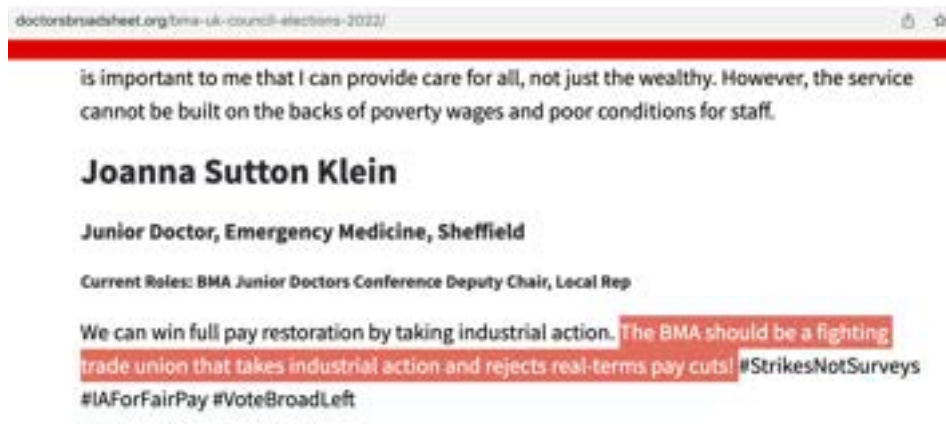 doctorsbroadsheet.org/bma-uk-council-elections-2022/
is important to me that I can provide care for all, not just the wealthy. However, the service
cannot be built on the backs of poverty wages and poor conditions for staff.
Joanna Sutton Klein
Junior Doctor, Emergency Medicine, Sheffield
Current Roles: BMA Junior Doctors Conference Deputy Chair, Local Rep
We can win full pay restoration by taking industrial action. The BMA should be a fighting
trade union that takes industrial action and rejects real-terms pay cuts! #StrikesNotSurveys
#IAForFairPay #VoteBroadLeft